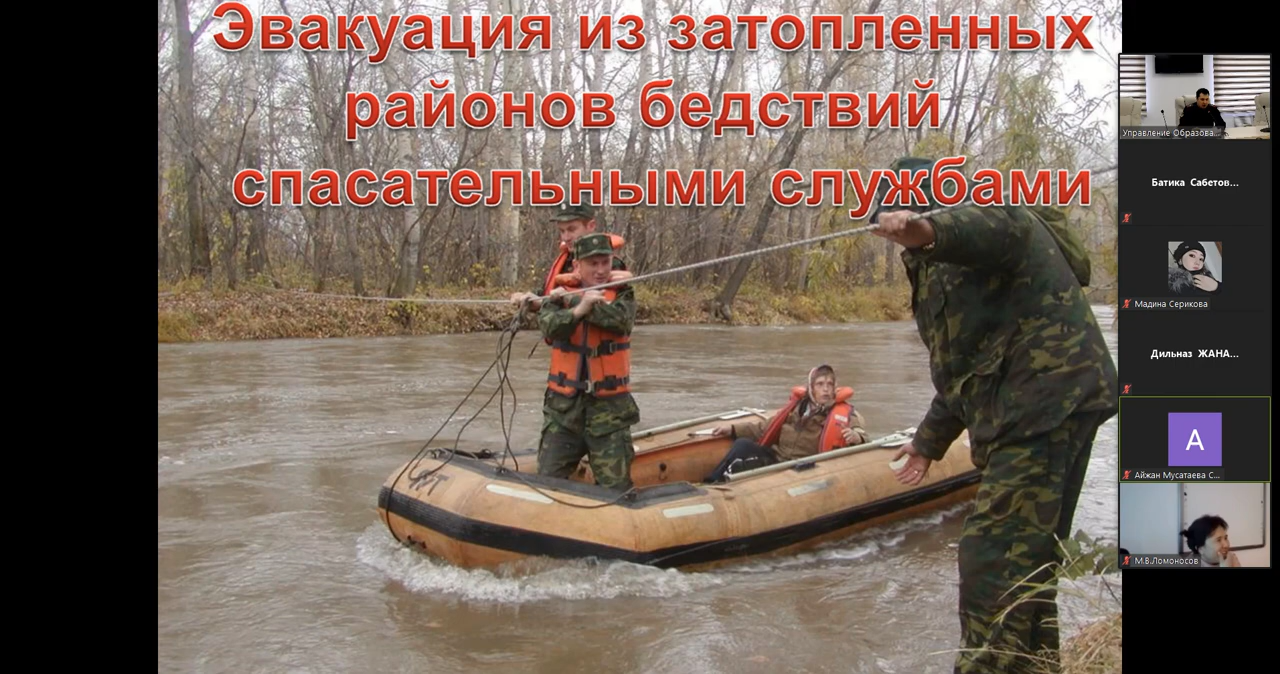 Эвакуация из затопленных
районов бедствий
спасательными службами
Управление Образова...
Батика Сабетов...
Мадина Серикова
Дильназ ЖАНА...
А
Айжан Мусатаева С...
М.В.Ломоносов